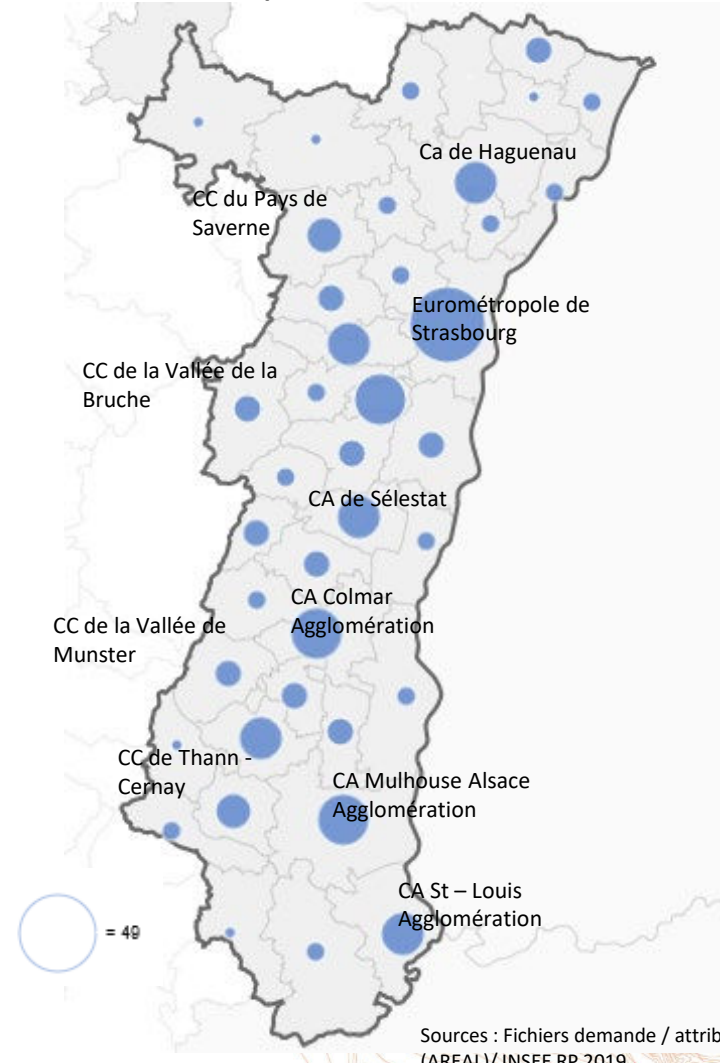 Ca de Haguenau
CC du Pays de
Saverne
Eurométropole de
Strasbourg
CC de la Vallée de la
Bruche
CA de Sélestat
CA Colmar
Agglomération
CC de la Vallée de
Munster
CC de Thann -
Cernay
CA Mulhouse Alsace
Agglomération
CA St – Louis
Agglomération
= 49
Sources : Fichiers demande / attrib
(AREAL)/ INSEE RP 2019